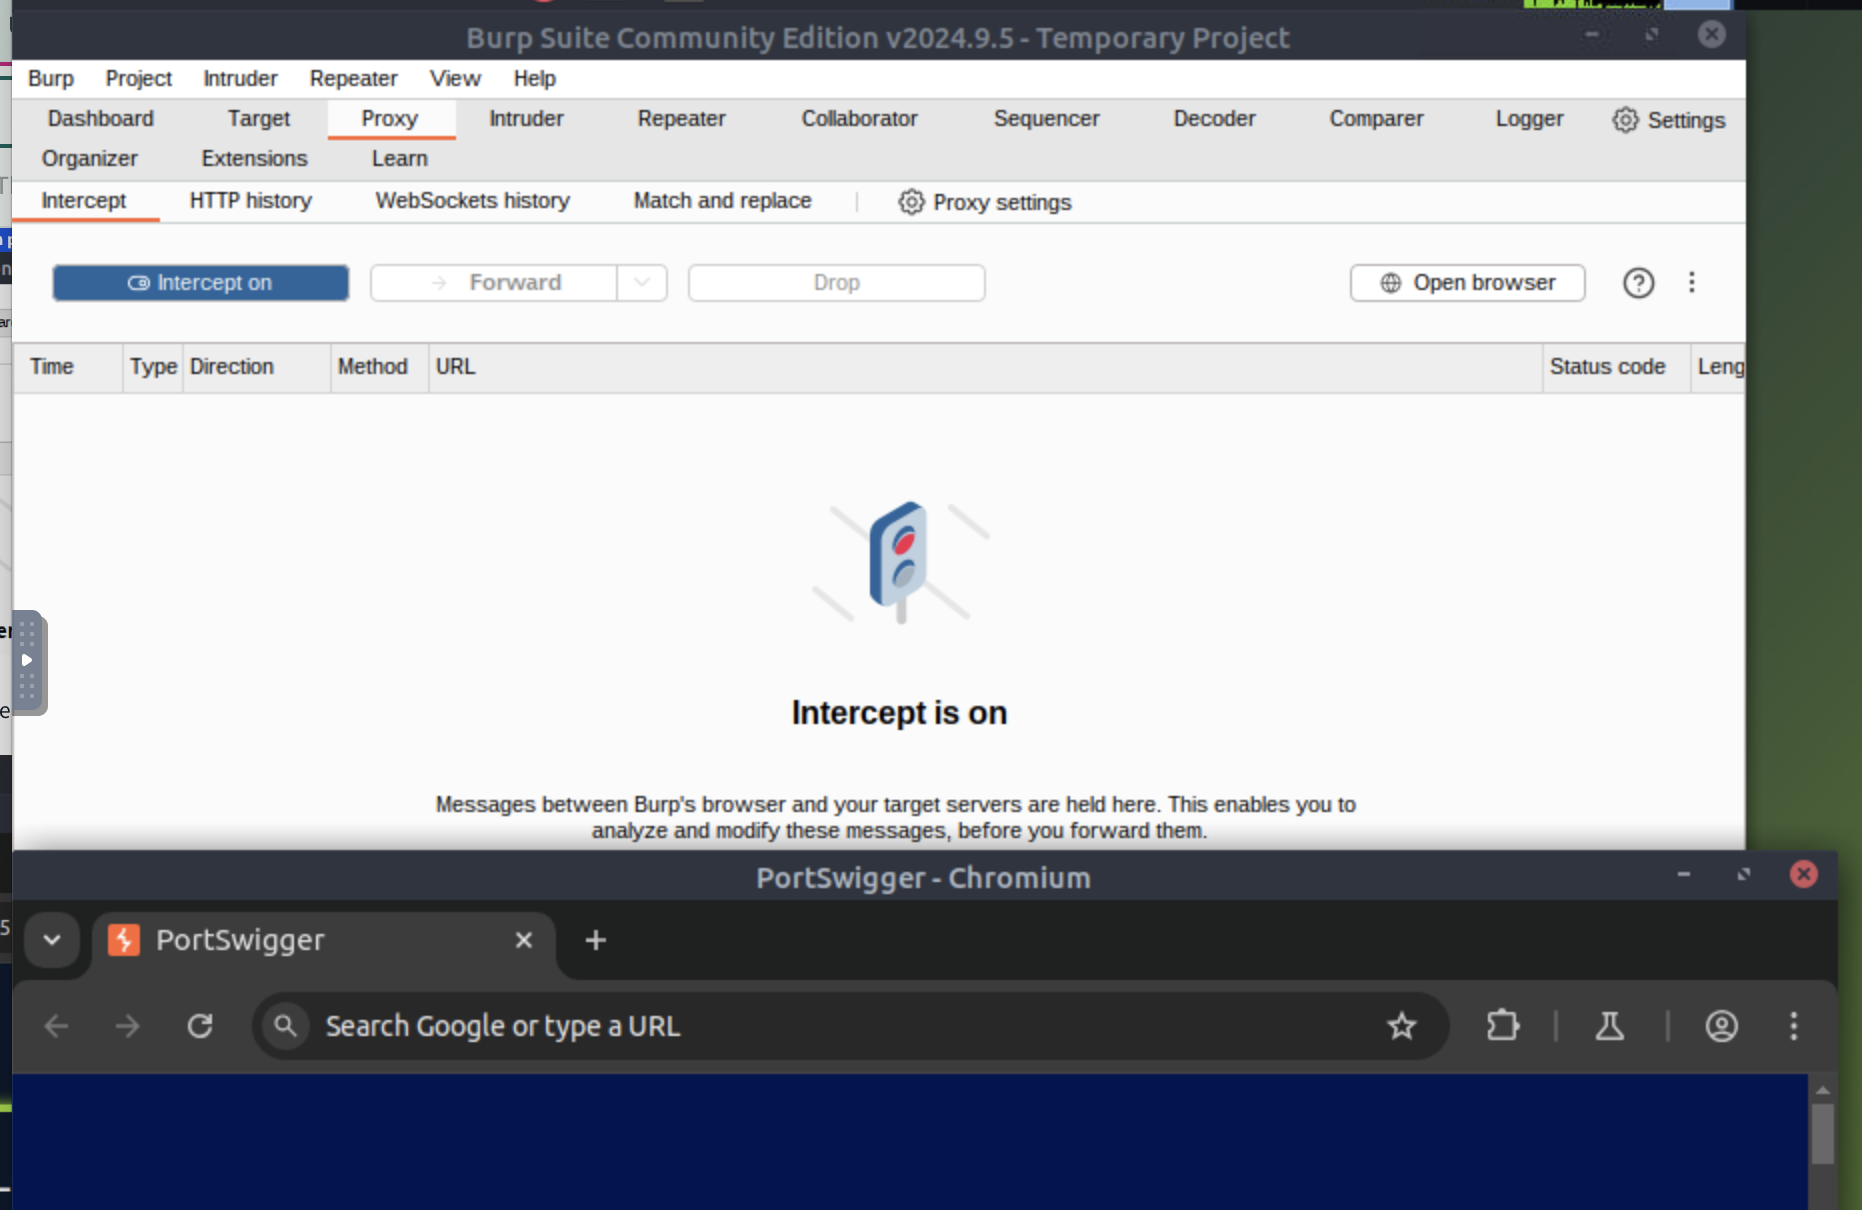 Burp Suite Community Edition v2024.9.5 - Temporary Project
Burp Project Intruder Repeater View Help
Dashboard Target Proxy Intruder Repeater Collaborator Sequencer Decoder Comparer Logger Settings
Organizer Extensions Learn
Intercept HTTP history WebSockets history Match and replace Proxy settings
Intercept on Forward Drop Open browser
Time Type Direction Method URL Status code Leng
Intercept is on
Messages between Burp's browser and your target servers are held here. This enables you to
analyze and modify these messages, before you forward them.
PortSwigger - Chromium
PortSwigger
Search Google or type a URL